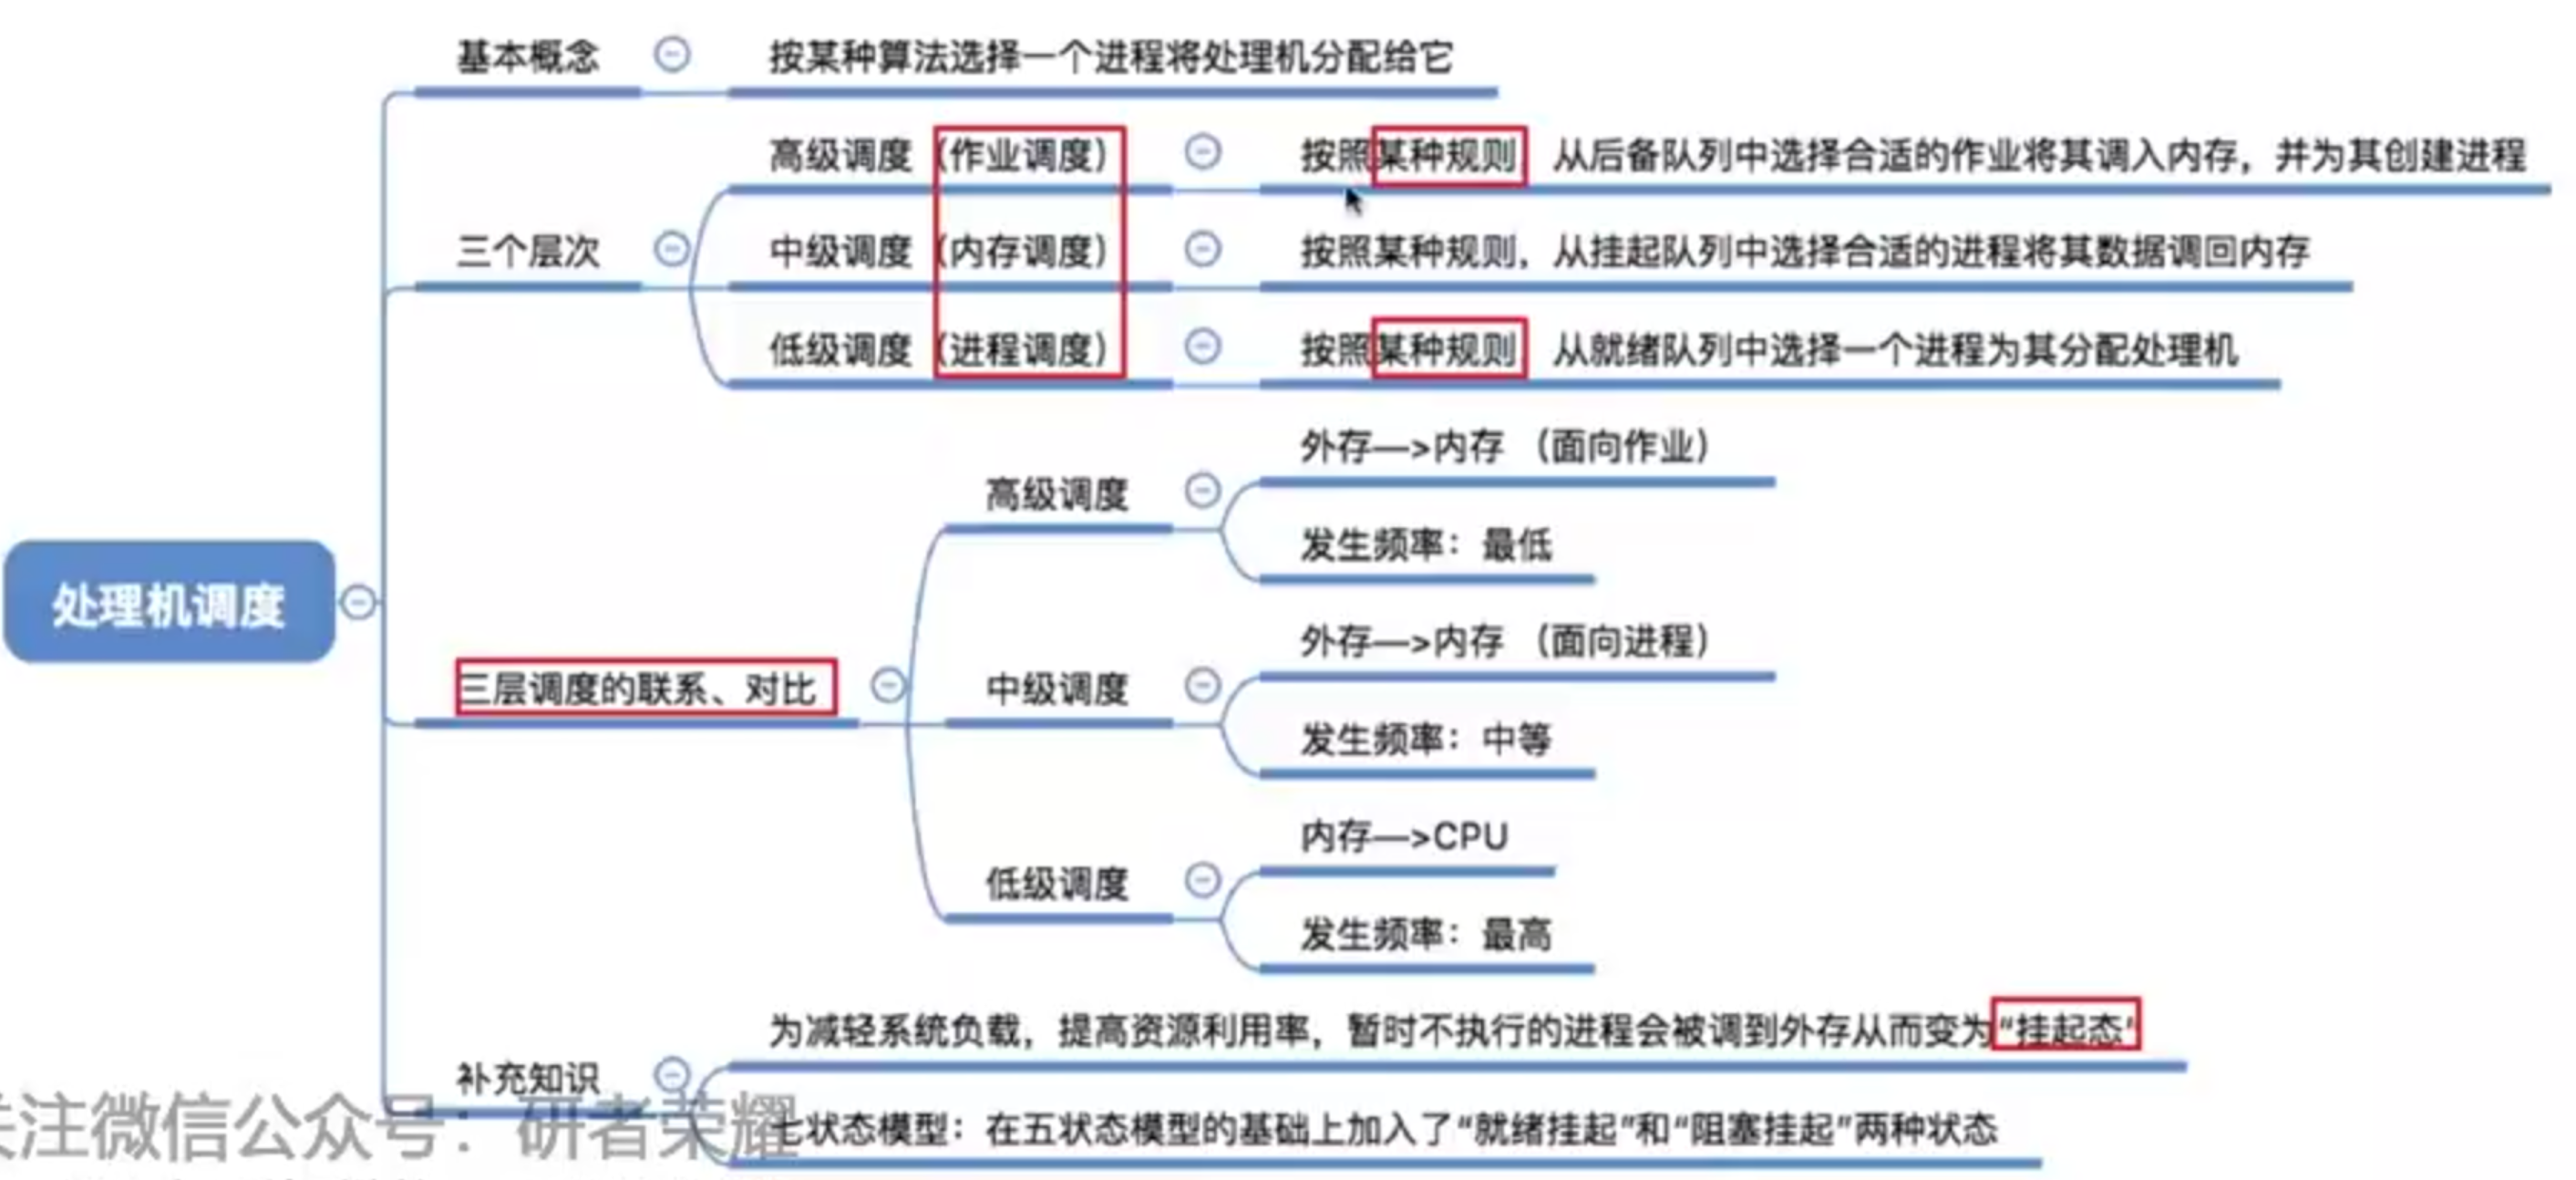 基本概念 按某种算法选择一个进程将处理机分配给它
高级调度（作业调度） 按照某种规则，从后备队列中选择合适的作业将其调入内存，并为其创建进程
三个层次 中级调度（内存调度） 按照某种规则，从挂起队列中选择合适的进程将其数据调回内存
低级调度（进程调度） 按照某种规则，从就绪队列中选择一个进程为其分配处理机
外存—>内存 （面向作业）
高级调度
发生频率：最低
处理机调度
外存—>内存 （面向进程）
三层调度的联系、对比 中级调度
发生频率：中等
内存—>CPU
低级调度
发生频率：最高
为减轻系统负载，提高资源利用率，暂时不执行的进程会被调到外存从而变为“挂起态”
补充知识
七状态模型：在五状态模型的基础上加入了“就绪挂起”和“阻塞挂起”两种状态
关注微信公众号：研者荣耀